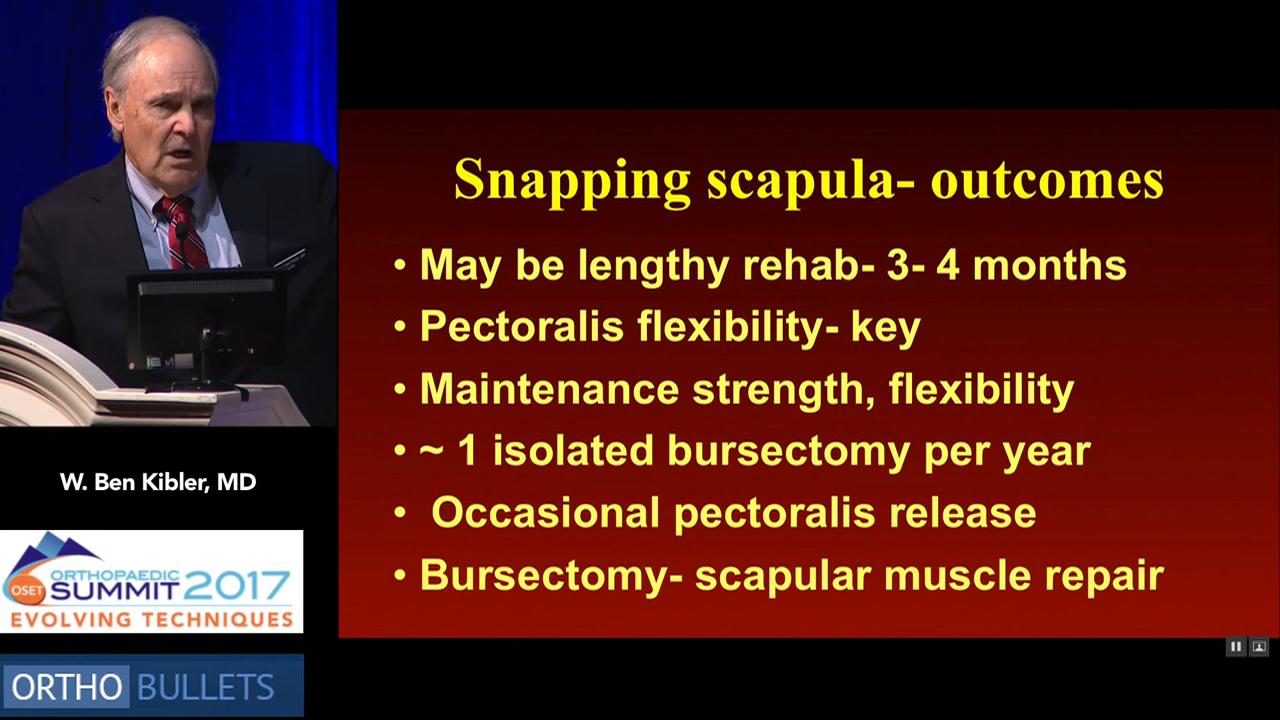 Snapping scapula- outcomes
• May be lengthy rehab- 3- 4 months
• Pectoralis flexibility- key
• Maintenance strength, flexibility
• ~ 1 isolated bursectomy per year
• Occasional pectoralis release
• Bursectomy- scapular muscle repair
W. Ben Kibler, MD
OSET
ORTHOPAEDIC
SUMMIT 2017
EVOLVING TECHNIQUES
ORTHO BULLETS